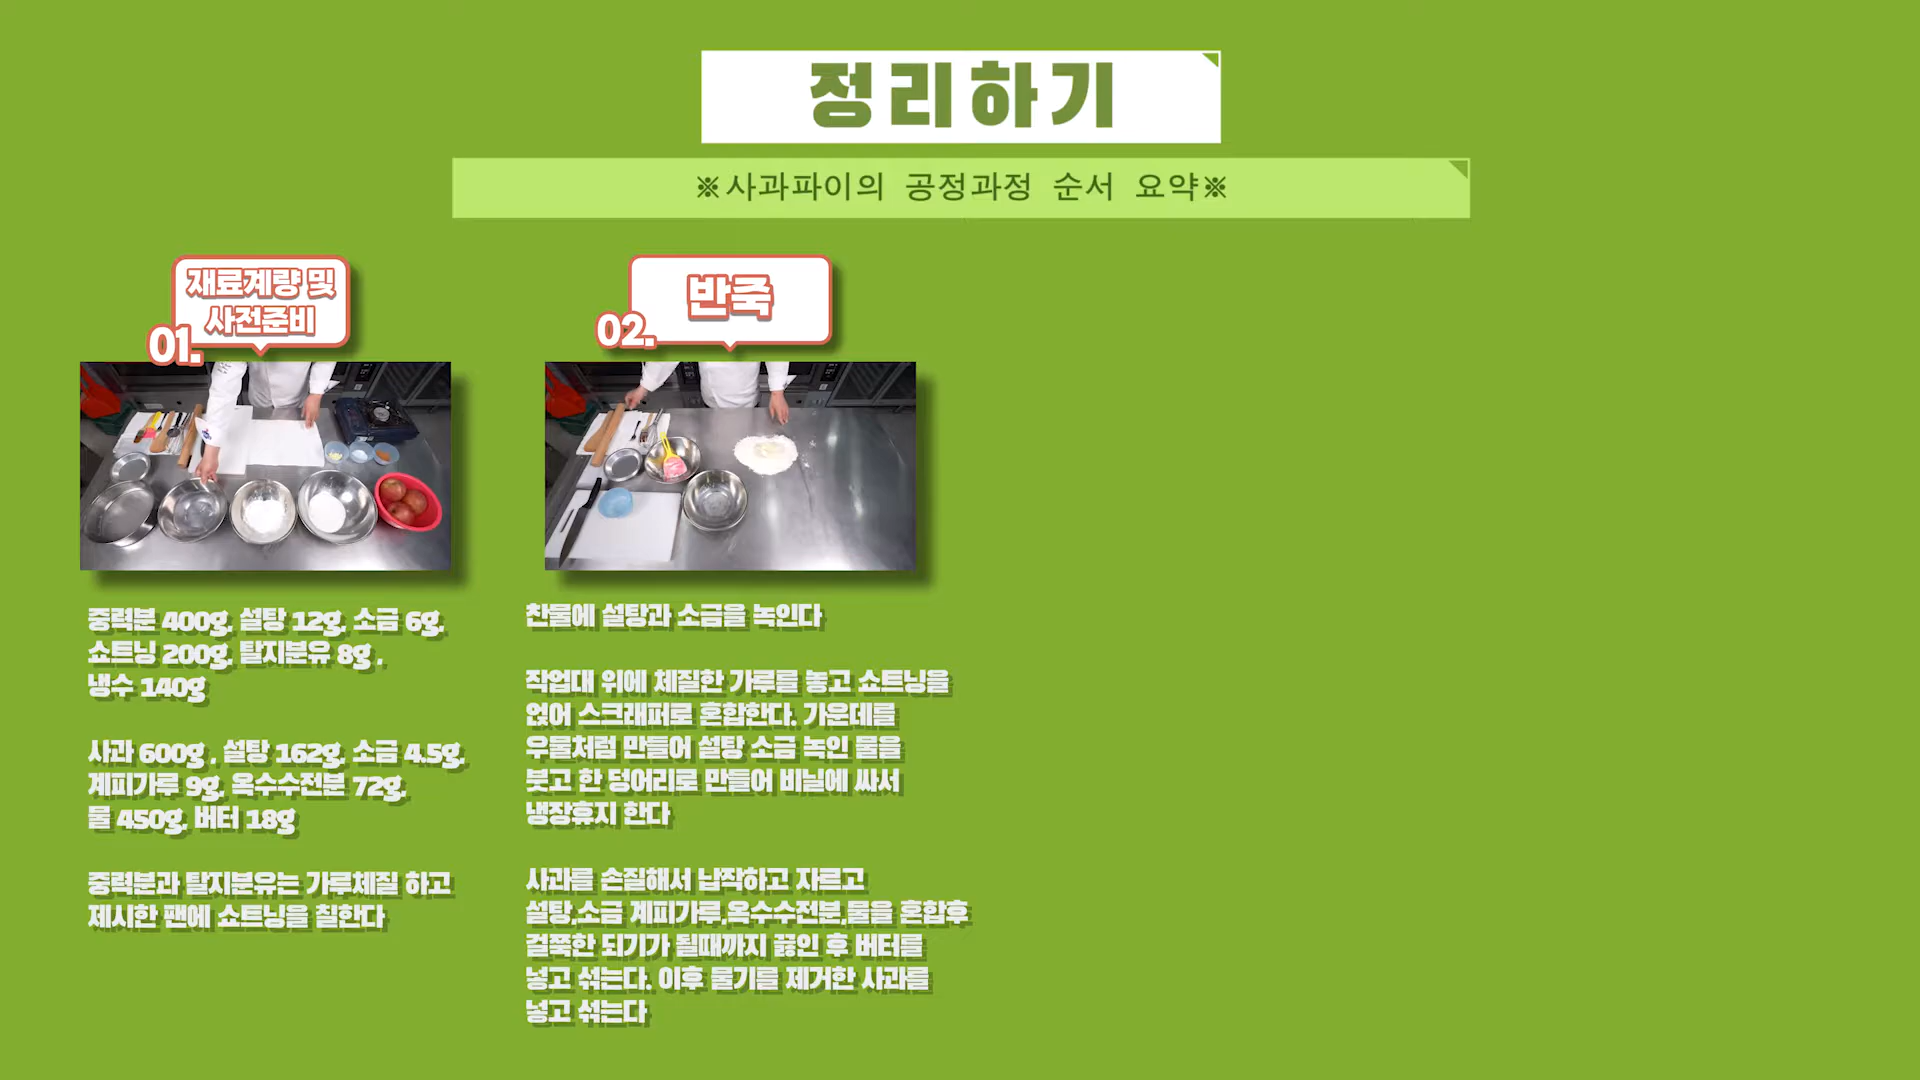 정리하기
※사과파이의 공정과정 순서 요약※
재료계량 및
사전준비
01.
중력분 400g, 설탕 12g, 소금 6g,
쇼트닝 200g, 탈지분유 8g ,
냉수 140g
사과 600g , 설탕 162g, 소금 4.5g,
계피가루 9g, 옥수수전분 72g,
물 450g, 버터 18g
중력분과 탈지분유는 가루체질 하고
제시한 팬에 쇼트닝을 칠한다
반죽
02.
찬물에 설탕과 소금을 녹인다
작업대 위에 체질한 가루를 놓고 쇼트닝을
얹어 스크래퍼로 혼합한다. 가운데를
우물처럼 만들어 설탕 소금 녹인 물을
붓고 한 덩어리로 만들어 비닐에 싸서
냉장휴지 한다
사과를 손질해서 납작하고 자르고
설탕,소금 계피가루,옥수수전분,물을 혼합후
걸쭉한 되기가 될때까지 끓인 후 버터를
넣고 섞는다. 이후 물기를 제거한 사과를
넣고 섞는다